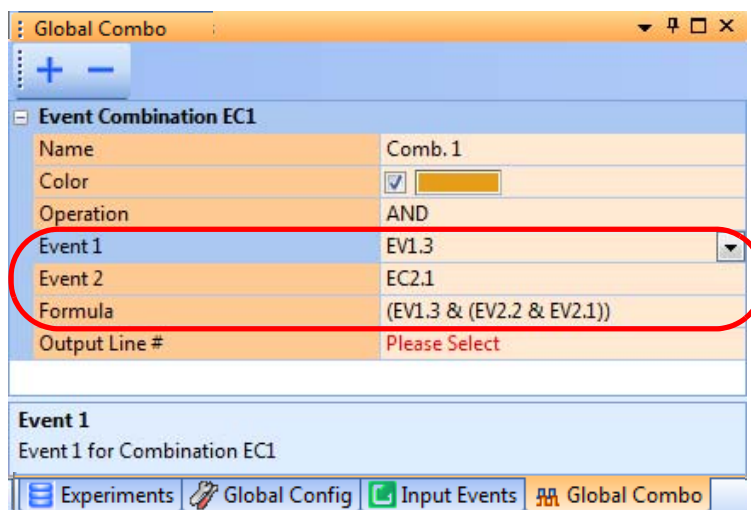 Global Combo
Event Combination EC1
Name Comb. 1
Color
Operation AND
Event 1 EV1.3
Event 2 EC2.1
Formula (EV1.3 & (EV2.2 & EV2.1))
Output Line # Please Select
Event 1
Event 1 for Combination EC1
Experiments Global Config Input Events Global Combo